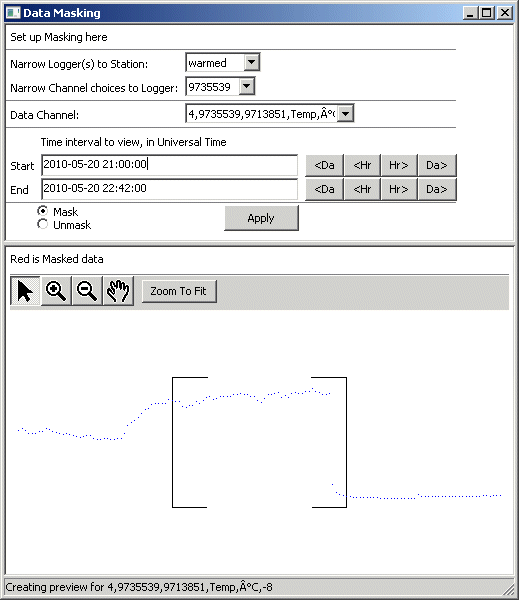 Data Masking
Set up Masking here
Narrow Logger(s) to Station: warmed
Narrow Channel choices to Logger: 9735539
Data Channel: 4,9735539,9713851,Temp,Â°C
Time interval to view, in Universal Time
Start 2010-05-20 21:00:00 <Da <Hr Hr> Da>
End 2010-05-20 22:42:00 <Da <Hr Hr> Da>
Mask
Unmask
Apply
Red is Masked data
Zoom To Fit
Creating preview for 4,9735539,9713851,Temp,Â°C,-8